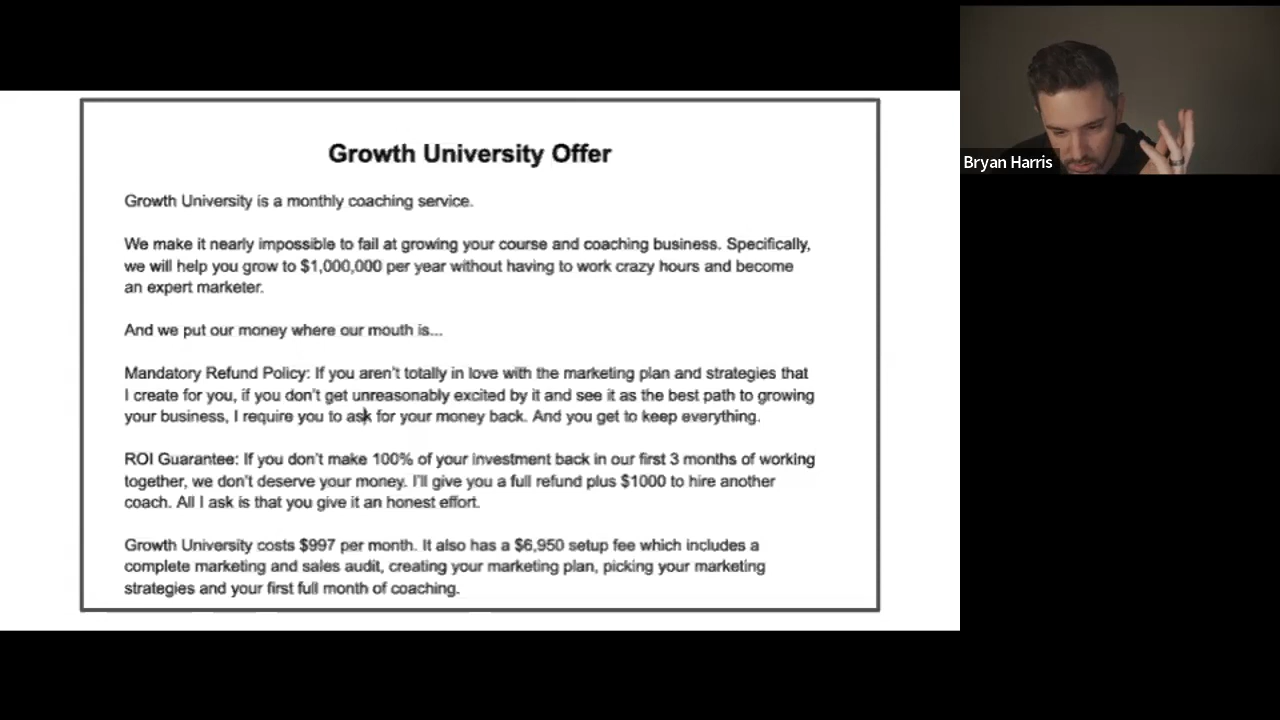 Growth University Offer
Growth University is a monthly coaching service.
We make it nearly impossible to fail at growing your course and coaching business. Specifically,
we will help you grow to $1,000,000 per year without having to work crazy hours and become
an expert marketer.
And we put our money where our mouth is...
Mandatory Refund Policy: If you aren't totally in love with the marketing plan and strategies that
I create for you, if you don't get unreasonably excited by it and see it as the best path to growing
your business, I require you to ask for your money back. And you get to keep everything.
ROI Guarantee: If you don't make 100% of your investment back in our first 3 months of working
together, we don't deserve your money. I'll give you a full refund plus $1000 to hire another
coach. All I ask is that you give it an honest effort.
Growth University costs $997 per month. It also has a $6,950 setup fee which includes a
complete marketing and sales audit, creating your marketing plan, picking your marketing
strategies and your first full month of coaching.
Bryan Harris